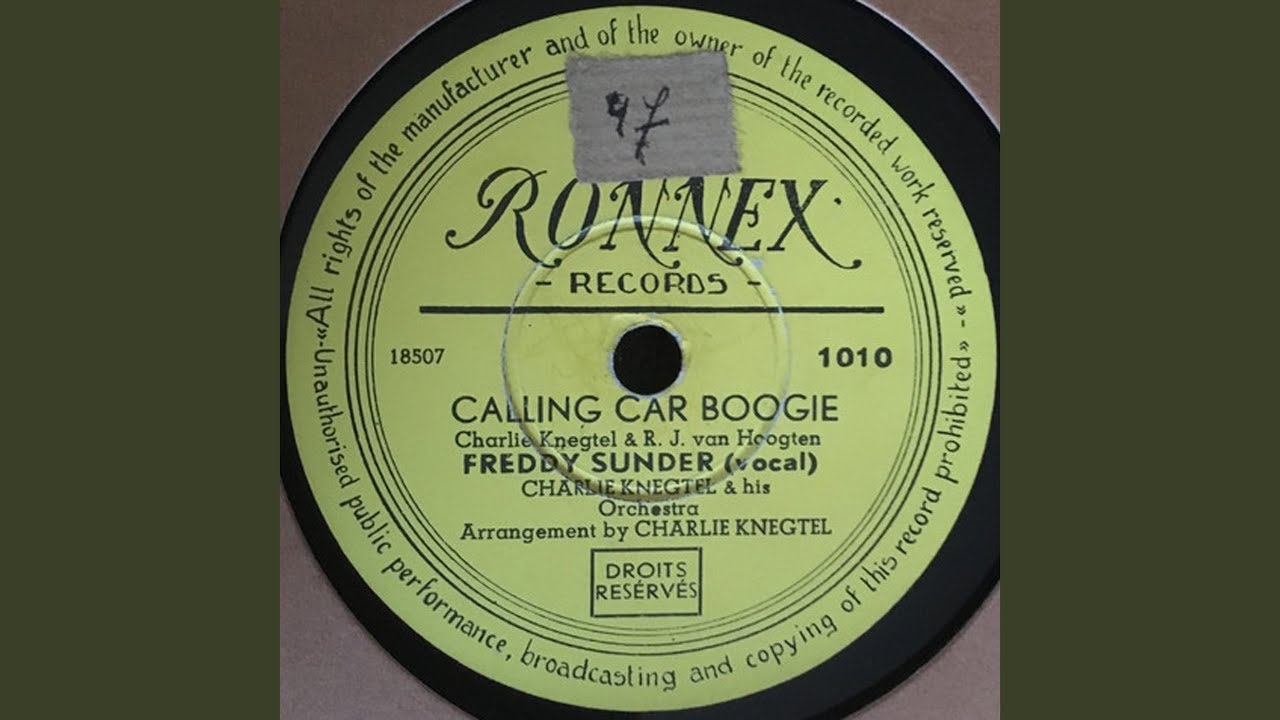 «All rights of the manufacturer and of the owner of the recorded work reserved» -
97
RONNEX
- RECORDS -
18507
1010
CALLING CAR BOOGIE
Charlie Knegtel & R. J. van Hoogten
FREDDY SUNDER (vocal)
CHARLIE KNEGTEL & his
Orchestra
Arrangement by CHARLIE KNEGTEL
DROITS
RESÉRVÉS
Unauthorised public performance, broadcasting and copying of this record prohibited»